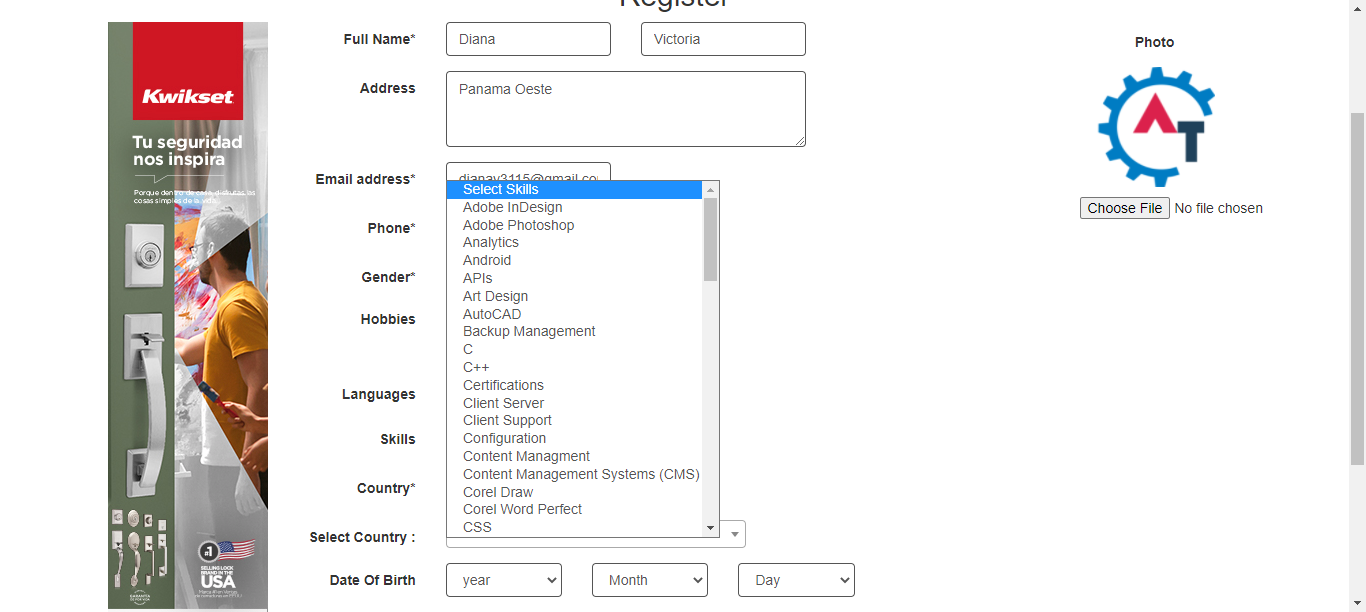 Register
Kwikset
Tu seguridad
nos inspira
Porque dentro de casa, disfrutas las
cosas simples de la vida.
#1
SELLING LOCK
BRAND IN THE
USA
Full Name*
Diana
Victoria
Address
Panama Oeste
Email address*
dianav3115@gmail.co
Phone*
Gender*
Hobbies
Languages
Skills
Country*
Select Country :
Date Of Birth
year
Month
Day
Select Skills
Adobe InDesign
Adobe Photoshop
Analytics
Android
APIs
Art Design
AutoCAD
Backup Management
C
C++
Certifications
Client Server
Client Support
Configuration
Content Managment
Content Management Systems (CMS)
Corel Draw
Corel Word Perfect
CSS
Photo
AT
Choose File No file chosen